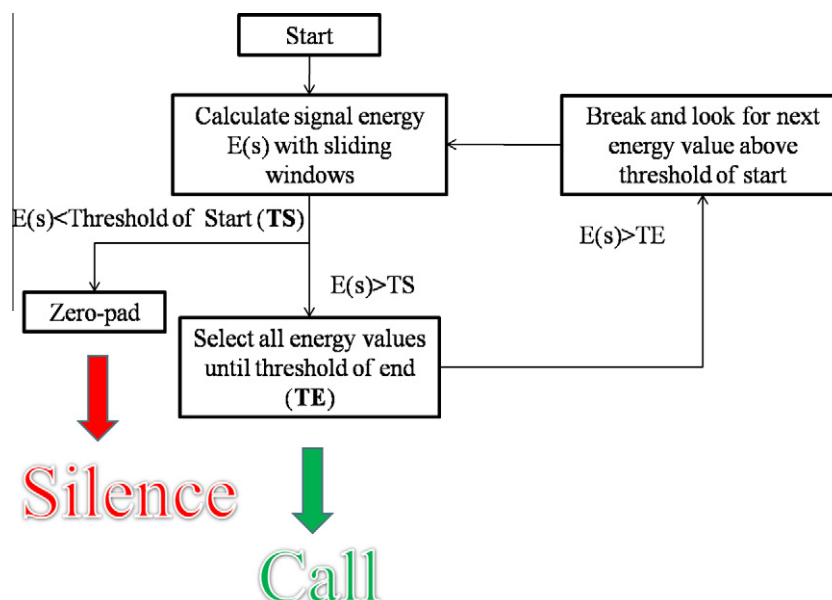 Start
Calculate signal energy
E(s) with sliding
windows
Break and look for next
energy value above
threshold of start
E(s)<Threshold of Start (TS)
E(s)>TE
E(s)>TS
Zero-pad
Select all energy values
until threshold of end
(TE)
Silence
Call